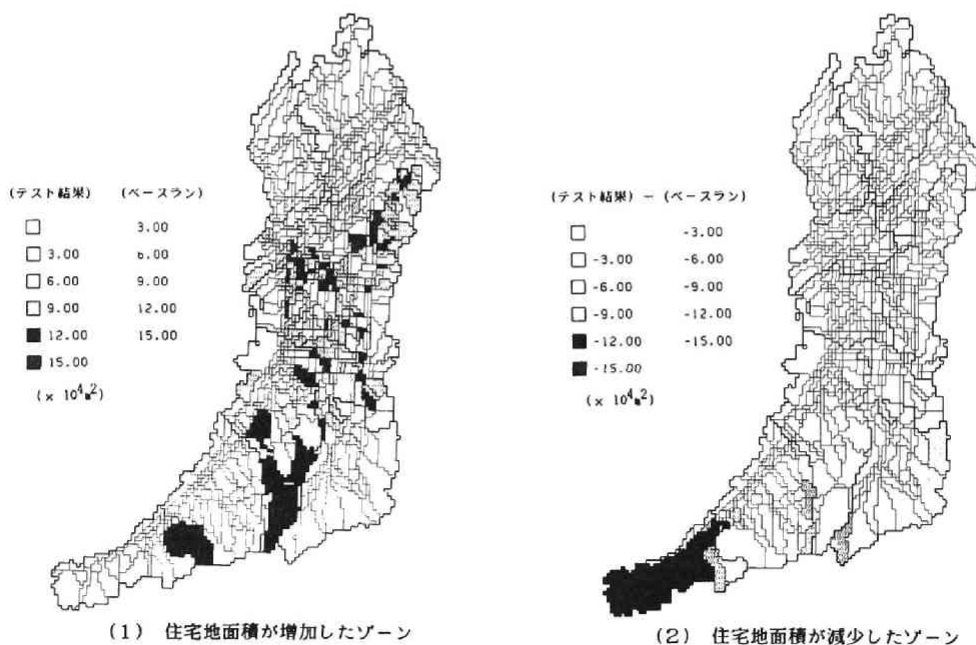 (テスト結果) (ベースラン)
3.00
3.00 6.00
6.00 9.00
9.00 12.00
12.00 15.00
15.00
(× 10⁴m²)
(1) 住宅地面積が増加したゾーン
(テスト結果) - (ベースラン)
-3.00
-3.00 -6.00
-6.00 -9.00
-9.00 -12.00
-12.00 -15.00
-15.00
(× 10⁴m²)
(2) 住宅地面積が減少したゾーン